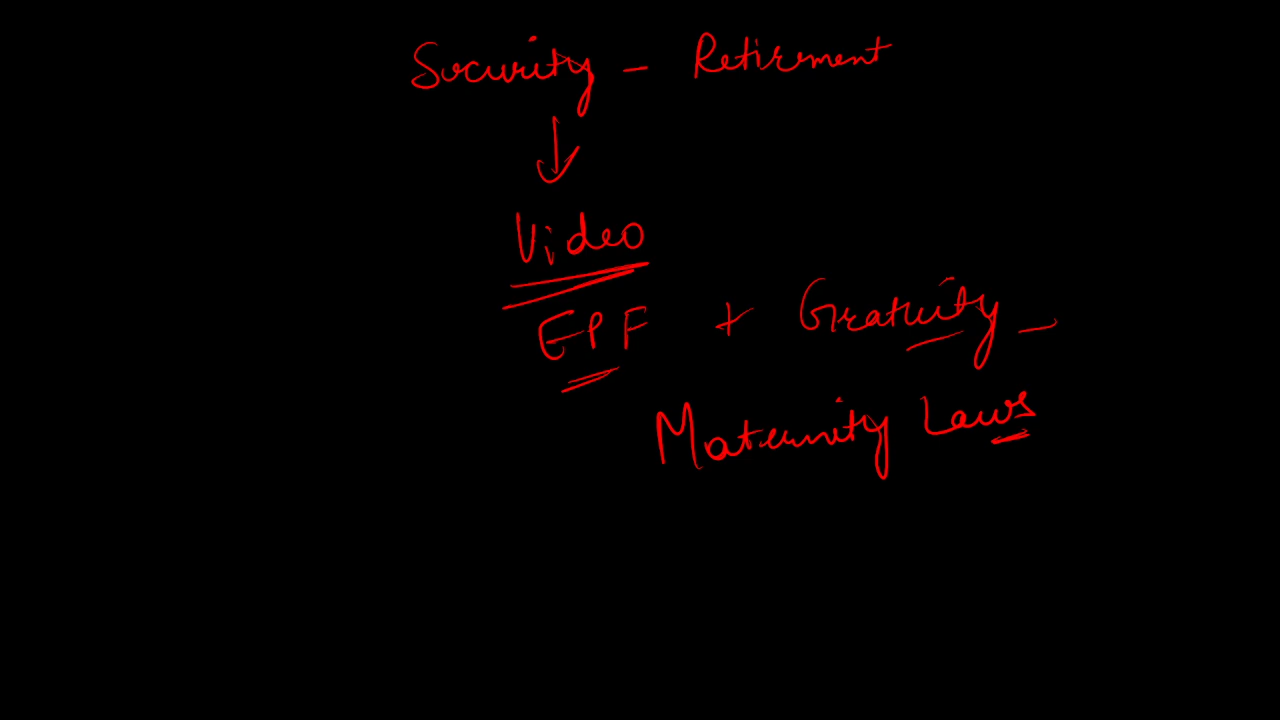 Security - Retirement
↓
Video
EPF + Gratuity -
Maternity Laws